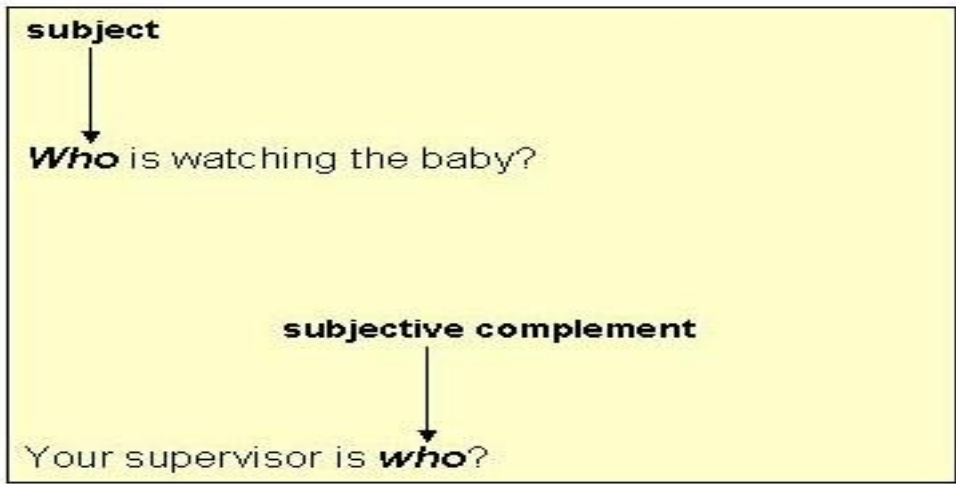 subject
Who is watching the baby?
subjective complement
Your supervisor is who?